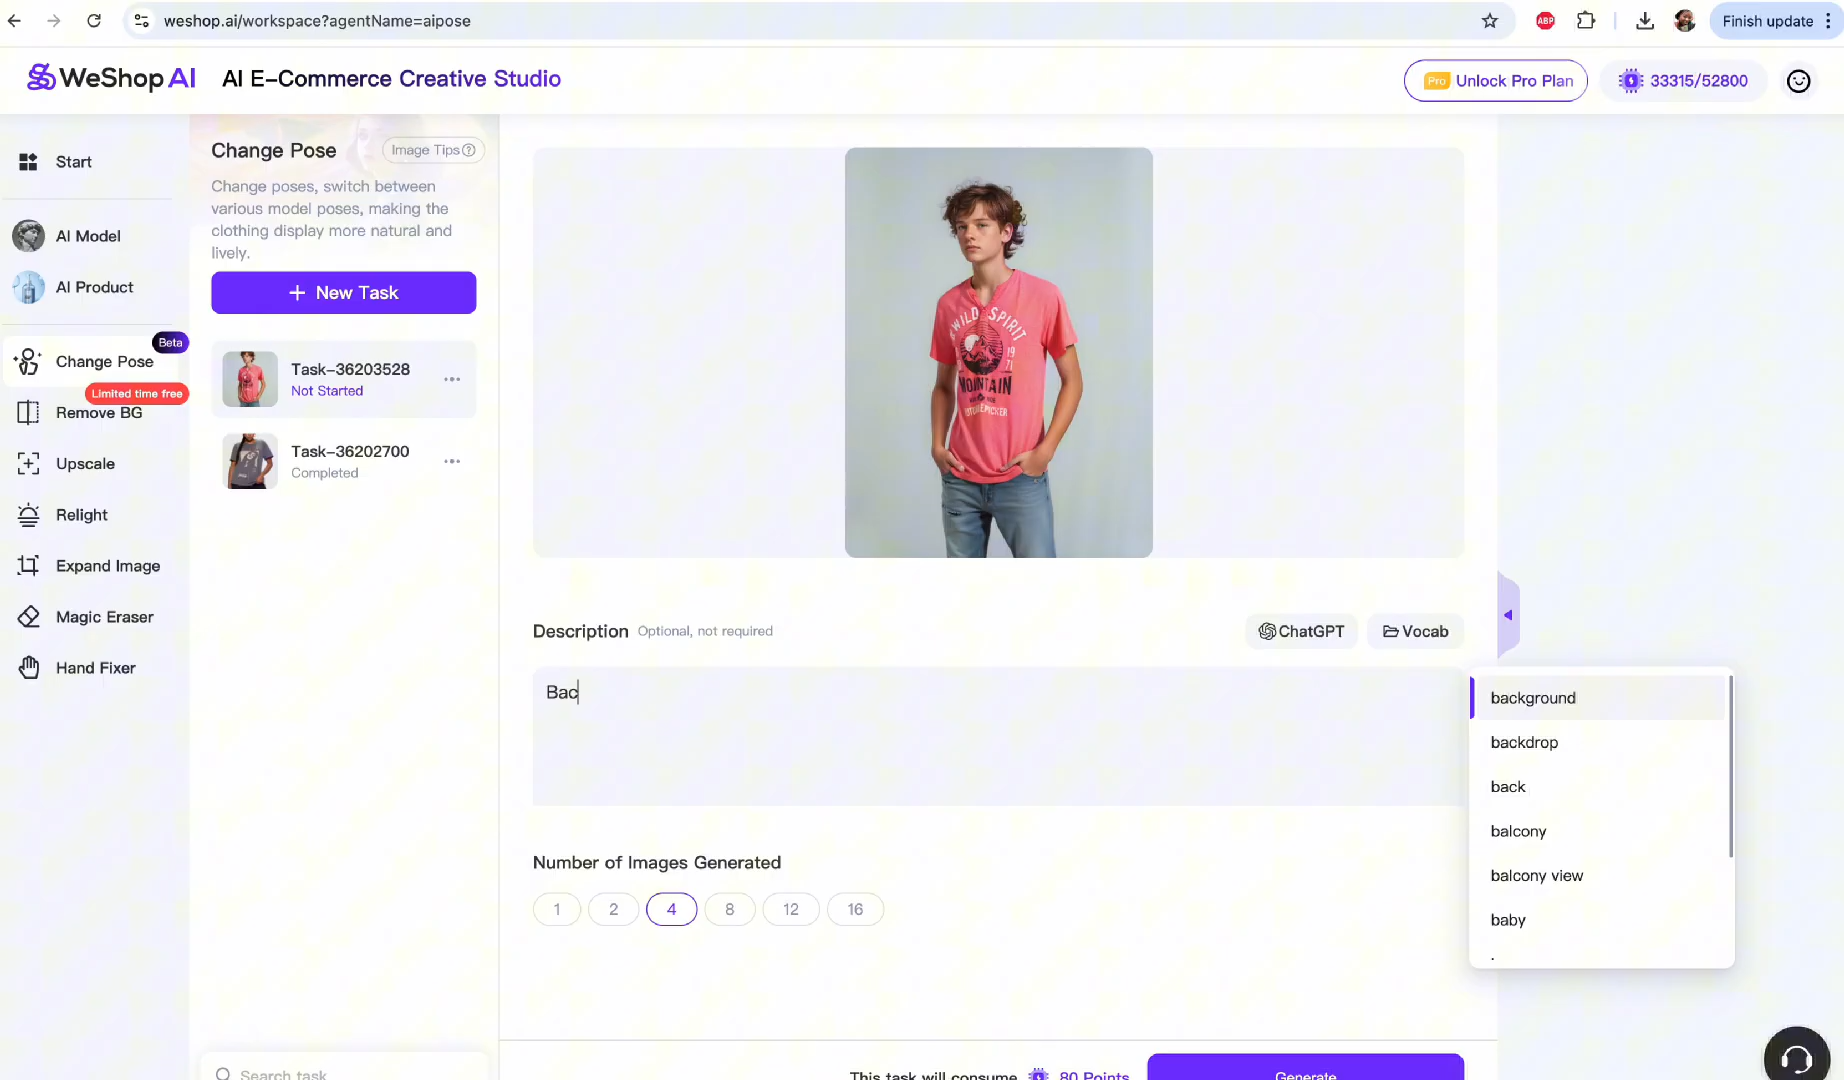 weshop.ai/workspace?agentName=aipose
ABP
Finish update
WeShop AI
AI E-Commerce Creative Studio
Pro Unlock Pro Plan
33315/52800
Start
AI Model
AI Product
Beta
Change Pose
Limited time free
Remove BG
Upscale
Relight
Expand Image
Magic Eraser
Hand Fixer
Change Pose
Image Tips
Change poses, switch between
various model poses, making the
clothing display more natural and
lively.
+ New Task
Task-36203528
Not Started
Task-36202700
Completed
Search task
WILD SPIRIT
19
71
MOUNTAIN
Description Optional, not required
ChatGPT
Vocab
Bac
background
backdrop
back
balcony
balcony view
baby
Number of Images Generated
1 2 4 8 12 16
This task will consume 80 Points
Generate